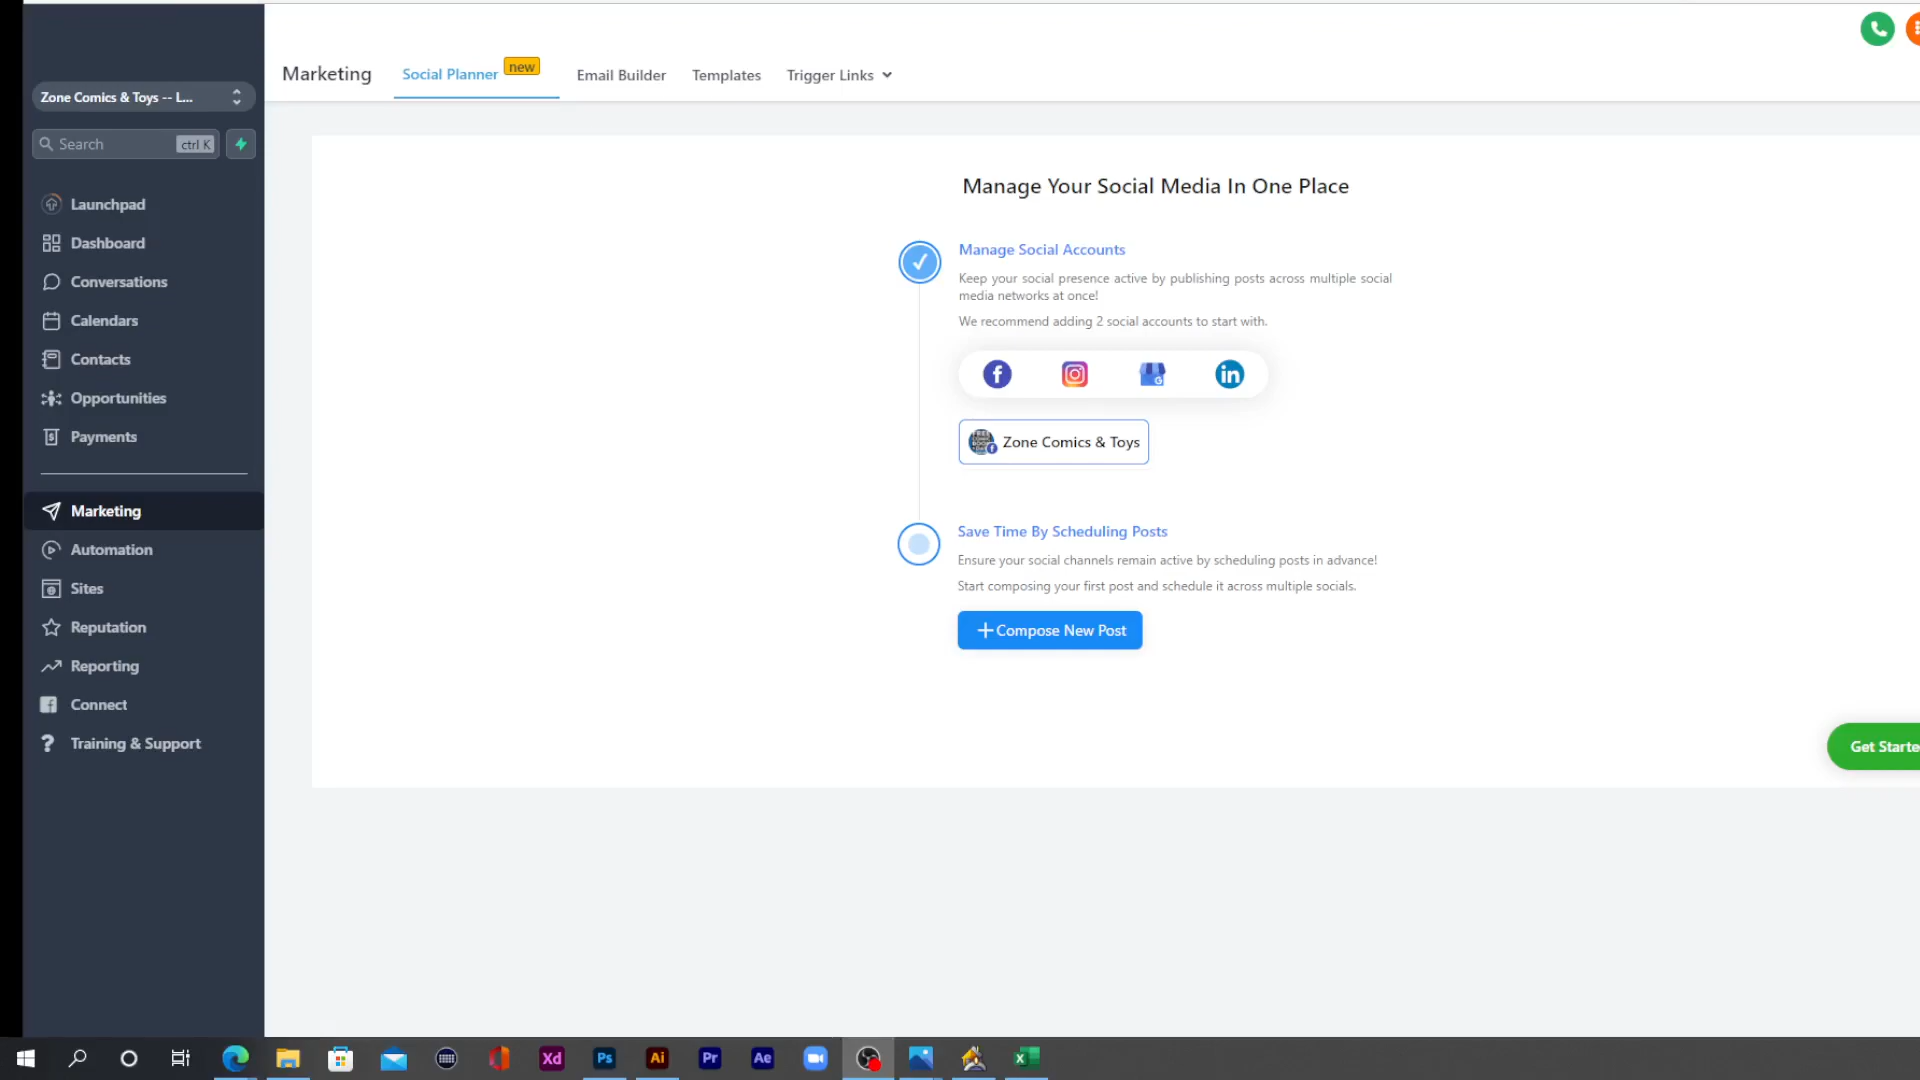 Zone Comics & Toys -- L...
Search
ctrl K
Launchpad
Dashboard
Conversations
Calendars
Contacts
Opportunities
Payments
Marketing
Automation
Sites
Reputation
Reporting
Connect
Training & Support
Marketing
Social Planner
new
Email Builder
Templates
Trigger Links
Manage Your Social Media In One Place
Manage Social Accounts
Keep your social presence active by publishing posts across multiple social
media networks at once!
We recommend adding 2 social accounts to start with.
Zone Comics & Toys
Save Time By Scheduling Posts
Ensure your social channels remain active by scheduling posts in advance!
Start composing your first post and schedule it across multiple socials.
Compose New Post
Get Starte
Xd
Ps
Ai
Pr
Ae